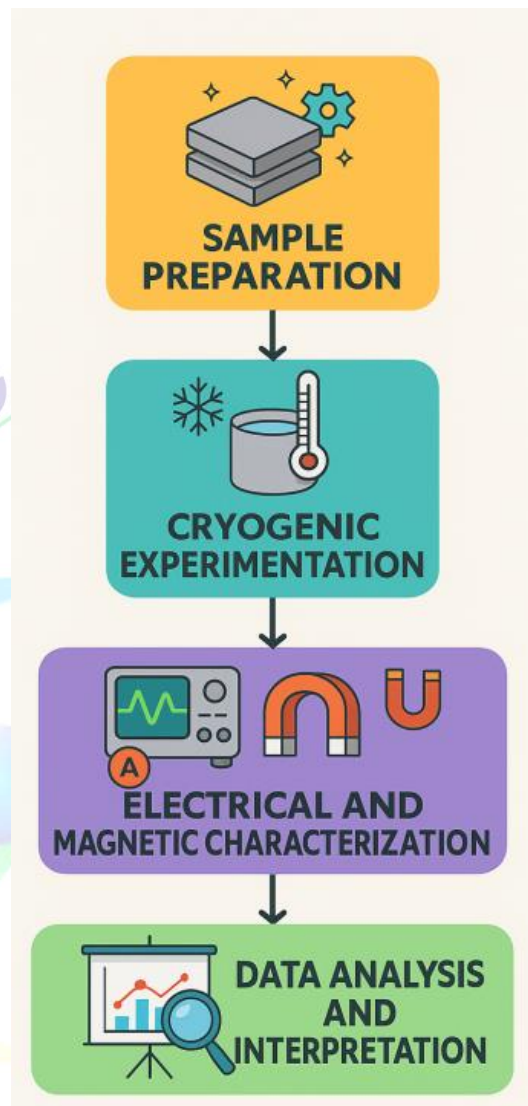 SAMPLE
PREPARATION
CRYOGENIC
EXPERIMENTATION
A
ELECTRICAL AND
MAGNETIC CHARACTERIZATION
DATA ANALYSIS
AND
INTERPRETATION